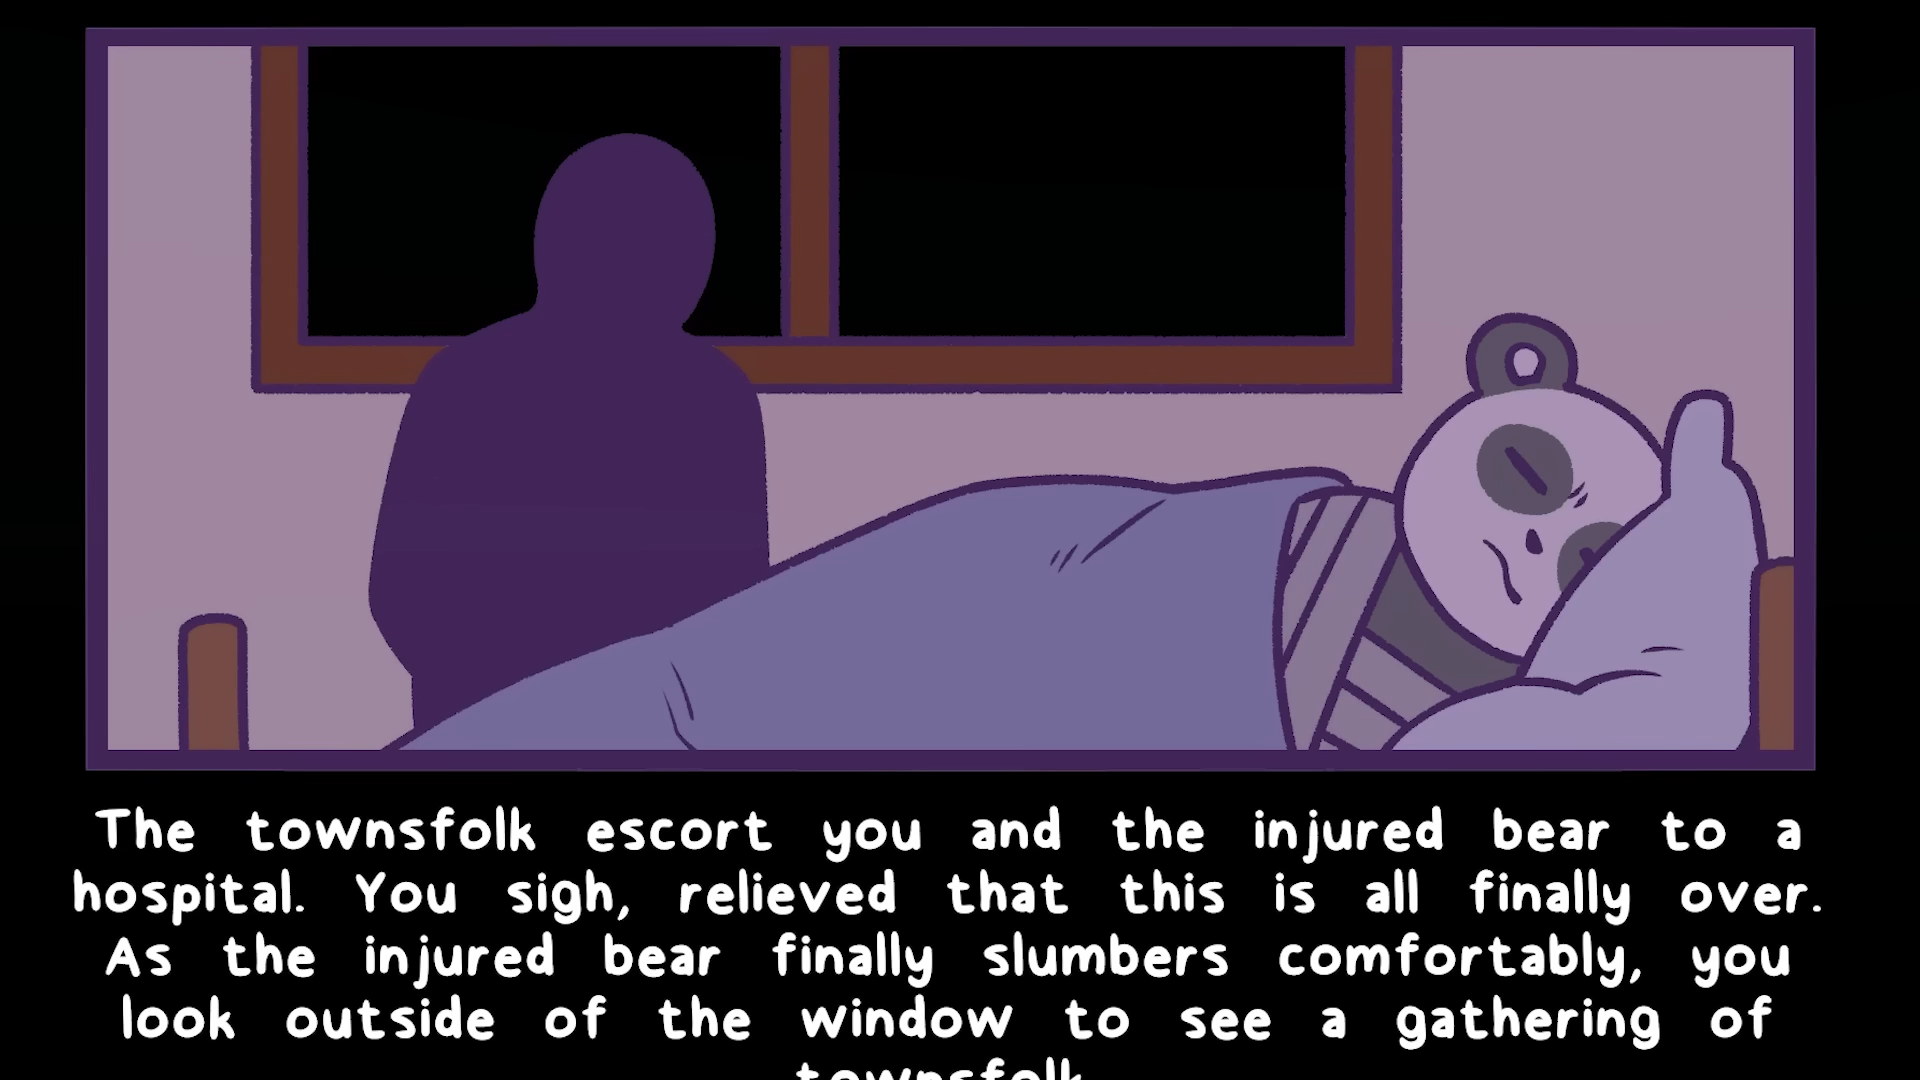 The townsfolk escort you and the injured bear to a
hospital. You sigh, relieved that this is all finally over.
As the injured bear finally slumbers comfortably, you
look outside of the window to see a gathering of
townsfolk